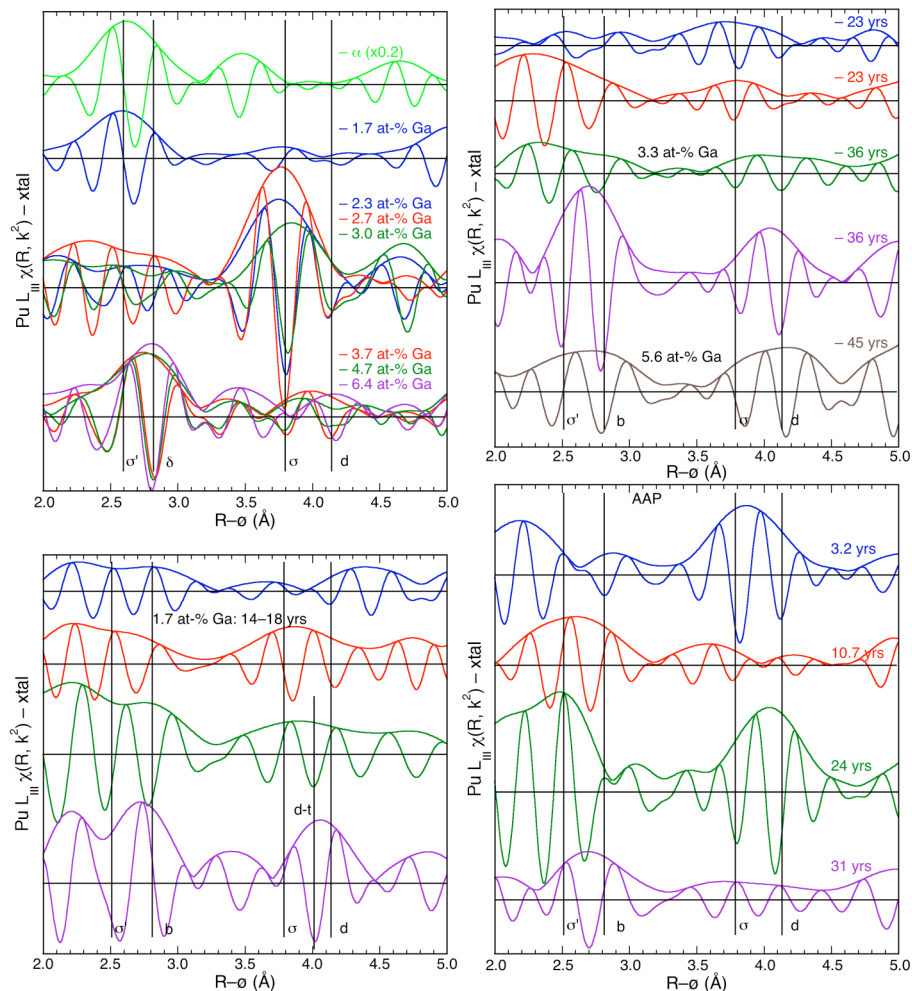 Pu L_III χ(R, k²) – xtal
– α (x0.2)
– 1.7 at-% Ga
– 2.3 at-% Ga
– 2.7 at-% Ga
– 3.0 at-% Ga
– 3.7 at-% Ga
– 4.7 at-% Ga
– 6.4 at-% Ga
σ' δ σ d
2.0 2.5 3.0 3.5 4.0 4.5 5.0
R–ø (Å)
Pu L_III χ(R, k²) – xtal
– 23 yrs
– 23 yrs
3.3 at-% Ga
– 36 yrs
– 36 yrs
5.6 at-% Ga
– 45 yrs
σ' b σ d
2.0 2.5 3.0 3.5 4.0 4.5 5.0
R–ø (Å)
Pu L_III χ(R, k²) – xtal
1.7 at-% Ga: 14–18 yrs
d-t
σ' b σ d
2.0 2.5 3.0 3.5 4.0 4.5 5.0
R–ø (Å)
Pu L_III χ(R, k²) – xtal
AAP
3.2 yrs
10.7 yrs
24 yrs
31 yrs
σ' b σ d
2.0 2.5 3.0 3.5 4.0 4.5 5.0
R–ø (Å)